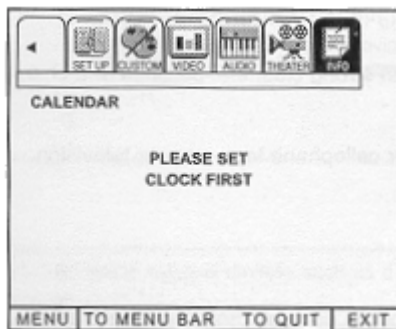 SET UP CUSTOM VIDEO AUDIO THEATER INFO
CALENDAR
PLEASE SET
CLOCK FIRST
MENU TO MENU BAR TO QUIT EXIT